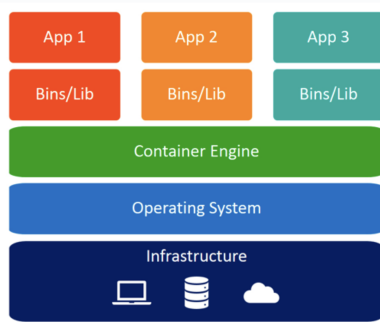 App 1 App 2 App 3
Bins/Lib Bins/Lib Bins/Lib
Container Engine
Operating System
Infrastructure